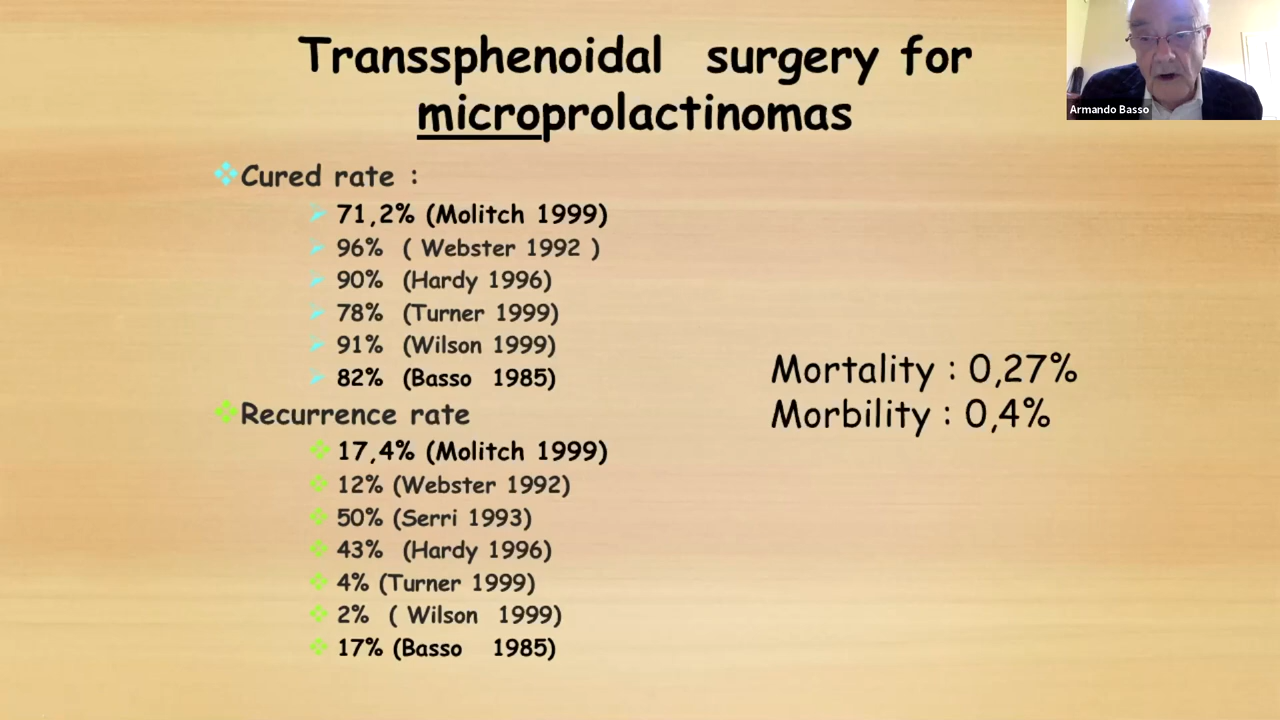 Transsphenoidal surgery for
microprolactinomas
Armando Basso
Cured rate :
71,2% (Molitch 1999)
96% ( Webster 1992 )
90% (Hardy 1996)
78% (Turner 1999)
91% (Wilson 1999)
82% (Basso 1985)
Recurrence rate
17,4% (Molitch 1999)
12% (Webster 1992)
50% (Serri 1993)
43% (Hardy 1996)
4% (Turner 1999)
2% ( Wilson 1999)
17% (Basso 1985)
Mortality : 0,27%
Morbility : 0,4%